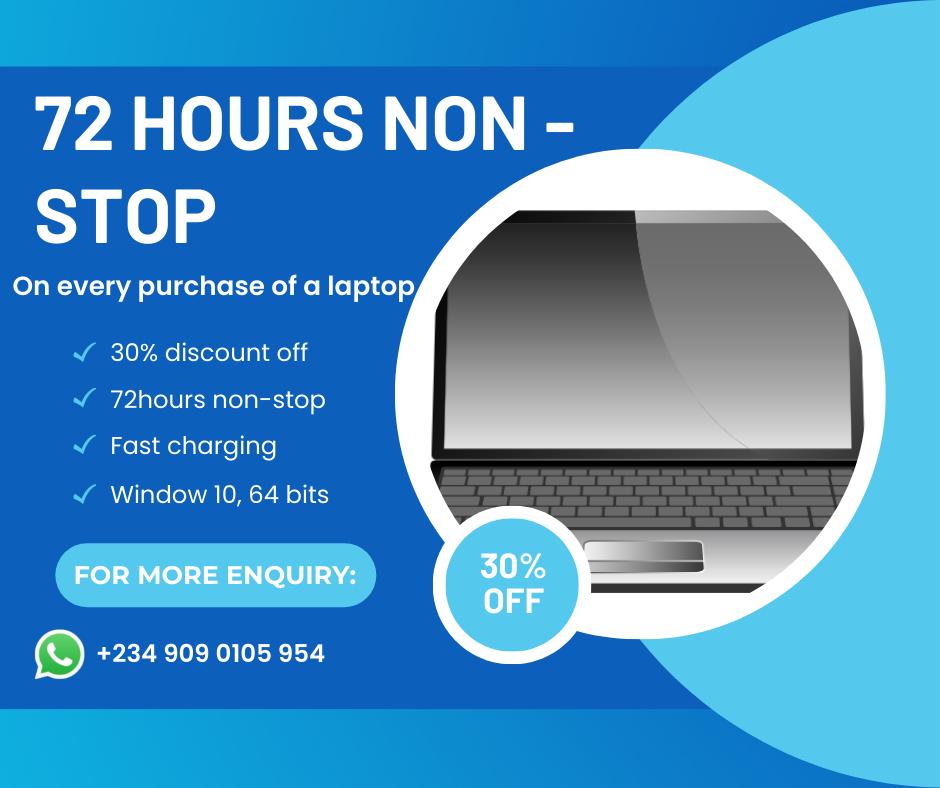 72 HOURS NON -
STOP
On every purchase of a laptop
30% discount off
72hours non-stop
Fast charging
Window 10, 64 bits
FOR MORE ENQUIRY:
+234 909 0105 954
30%
OFF